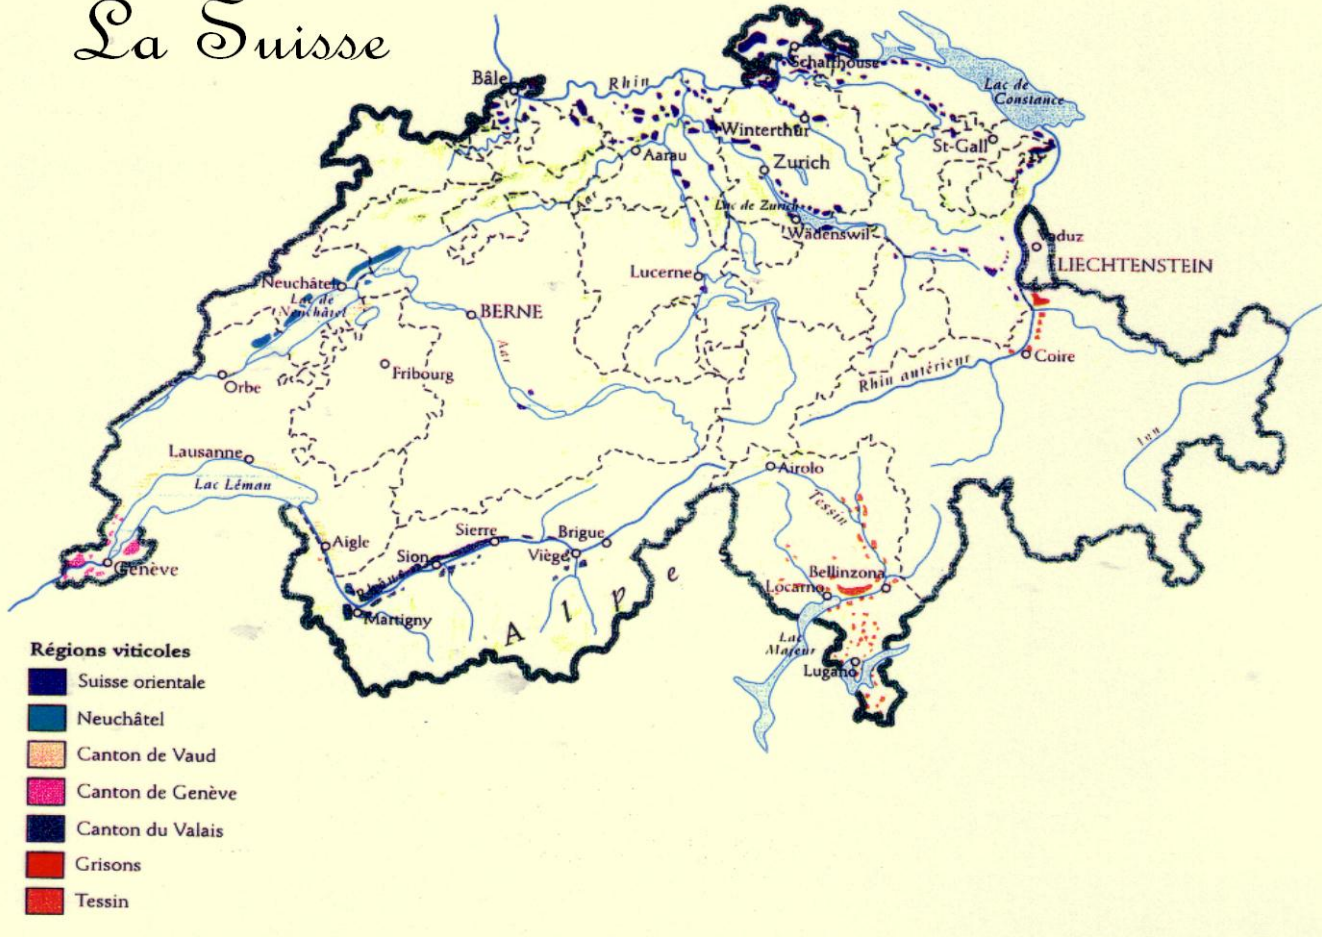 La Suisse
Bâle
Rhin
Schaffhouse
Lac de
Constance
Winterthur
St-Gall
Aarau
Zurich
Aar
Lac de Zurich
Wädenswil
Vaduz
LIECHTENSTEIN
Neuchâtel
Lac de
Neuchâtel
Lucerne
BERNE
Aar
Orbe
Fribourg
Rhin antérieur
Coire
Inn
Lausanne
Lac Léman
Airolo
Tessin
Aigle
Sierre
Sion
Brigue
Viège
Genève
Martigny
Alpe
Bellinzona
Locarno
Lac
Majeur
Lugano
Régions viticoles
Suisse orientale
Neuchâtel
Canton de Vaud
Canton de Genève
Canton du Valais
Grisons
Tessin